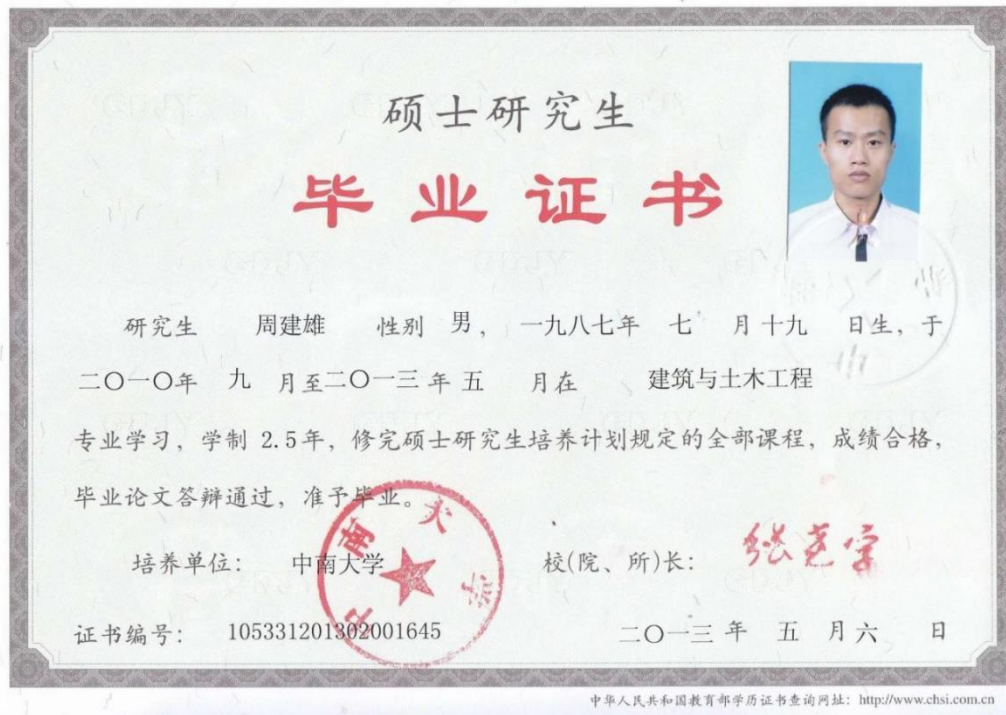 硕士研究生
毕业证书
研究生 周建雄 性别 男, 一九八七年 七 月十九 日生, 于
二〇一〇年 九 月至二〇一三年五 月在 建筑与土木工程
专业学习, 学制 2.5年, 修完硕士研究生培养计划规定的全部课程, 成绩合格,
毕业论文答辩通过, 准予毕业。
中南大学
培养单位: 中南大学 校(院、所)长: 张尧学
证书编号: 105331201302001645 二〇一三年 五 月六 日
中华人民共和国教育部学历证书查询网址: http://www.chsi.com.cn